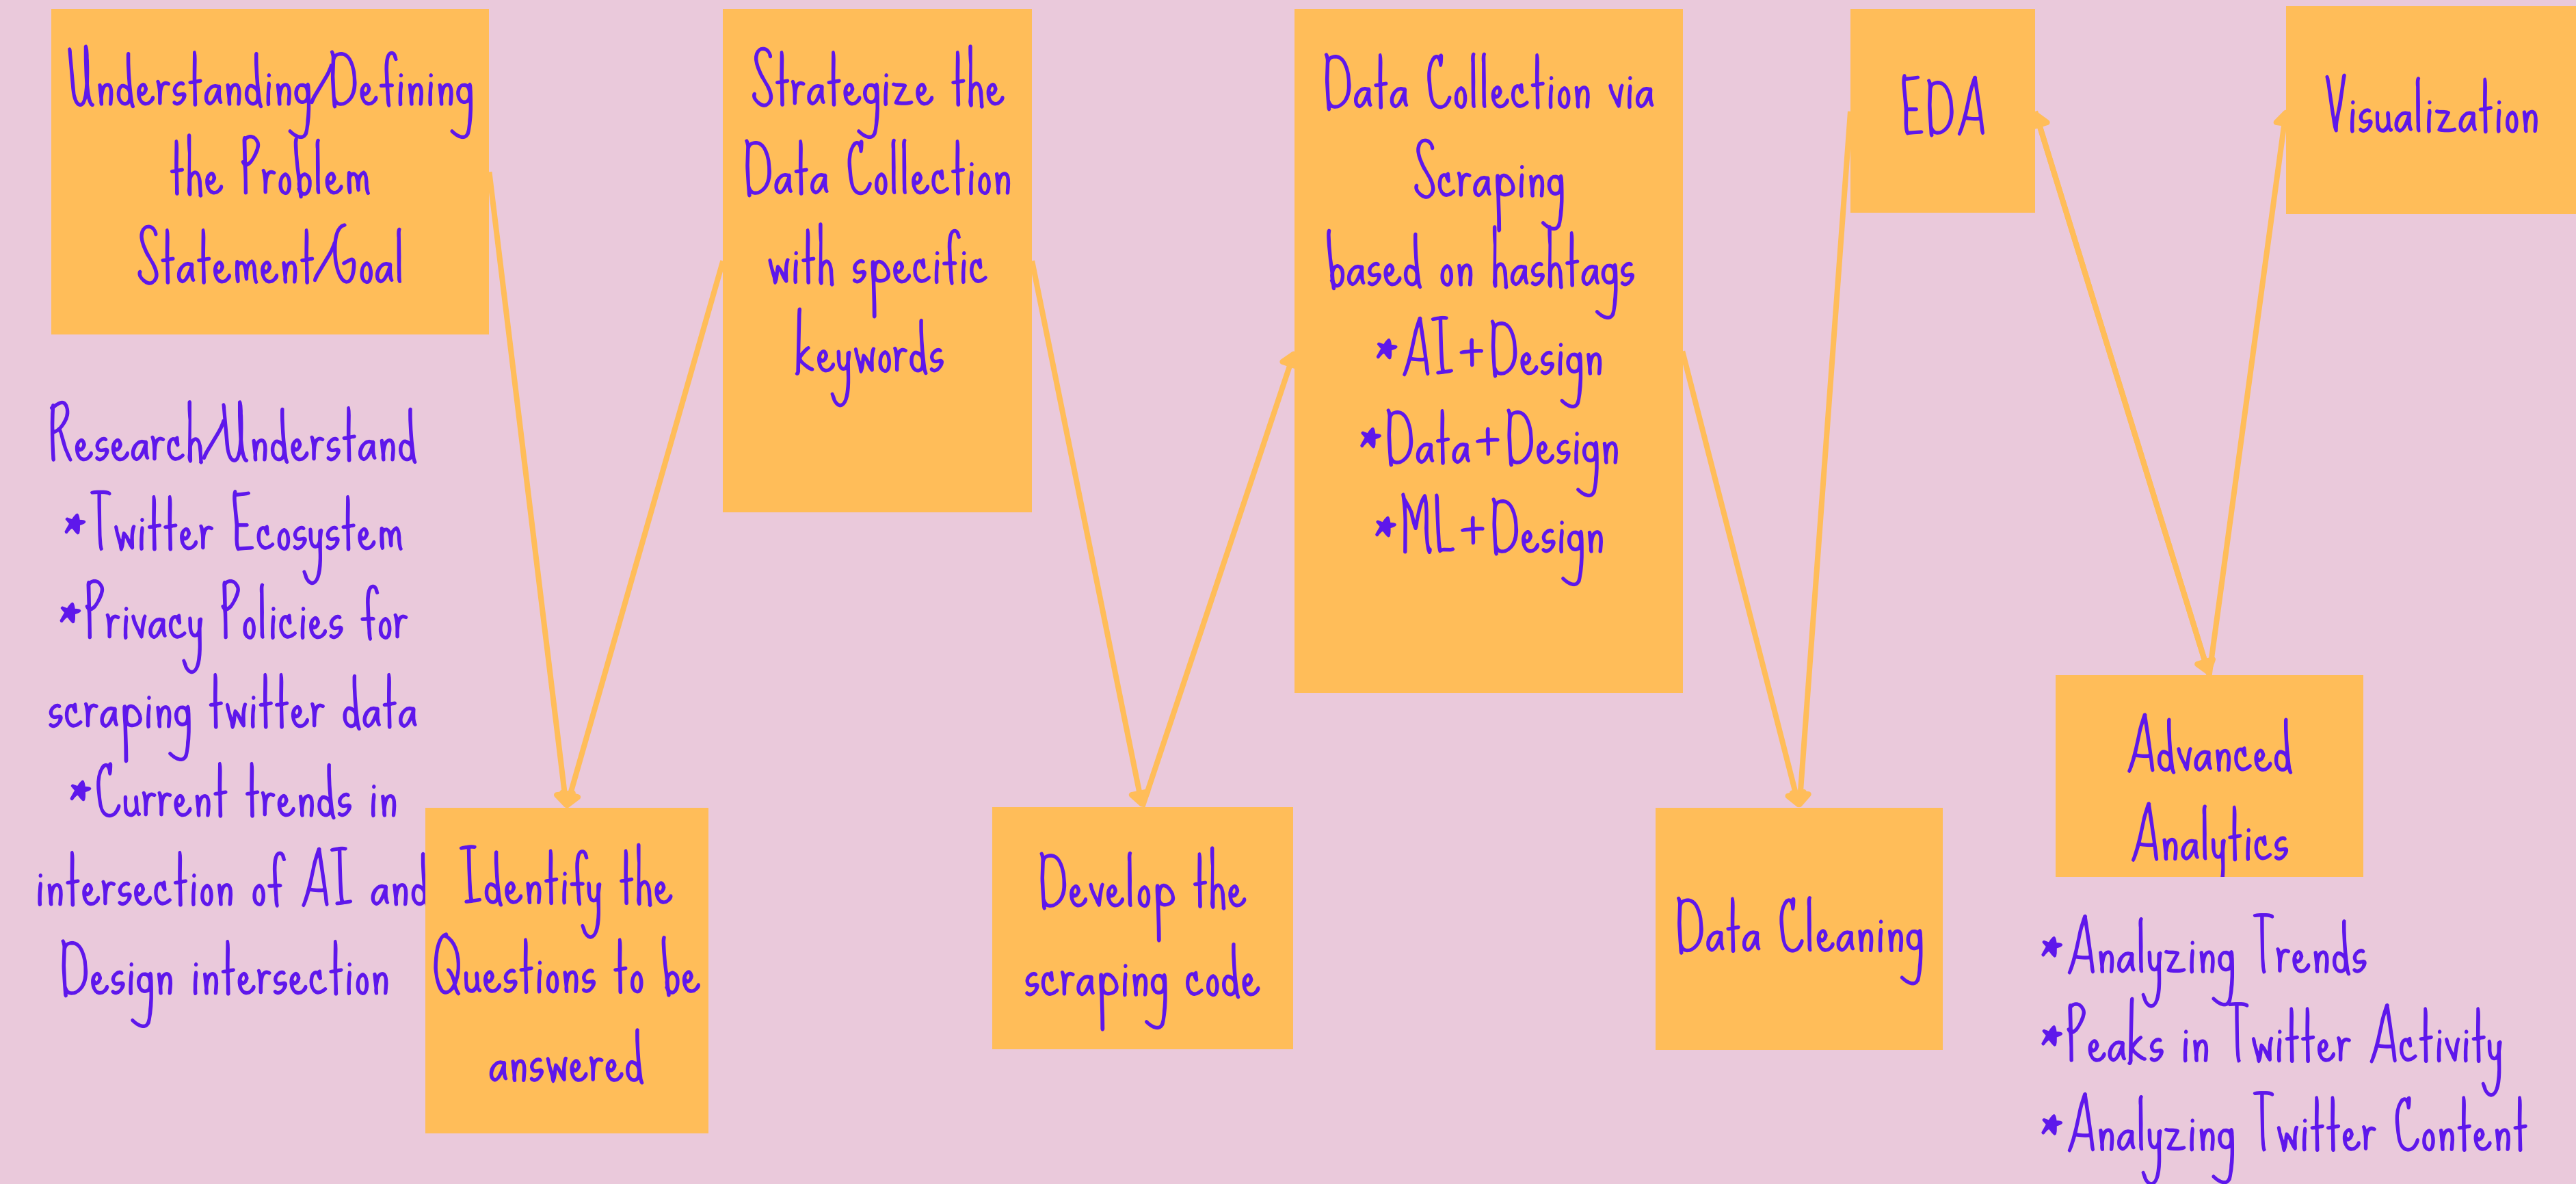 Understanding/Defining
the Problem
Statement/Goal
Research/Understand
*Twitter Ecosystem
*Privacy Policies for
scraping twitter data
*Current trends in
intersection of AI and
Design intersection
Identify the
Questions to be
answered
Strategize the
Data Collection
with specific
keywords
Develop the
scraping code
Data Collection via
Scraping
based on hashtags
*AI+Design
*Data+Design
*ML+Design
Data Cleaning
EDA
Advanced
Analytics
*Analyzing Trends
*Peaks in Twitter Activity
*Analyzing Twitter Content
Visualization